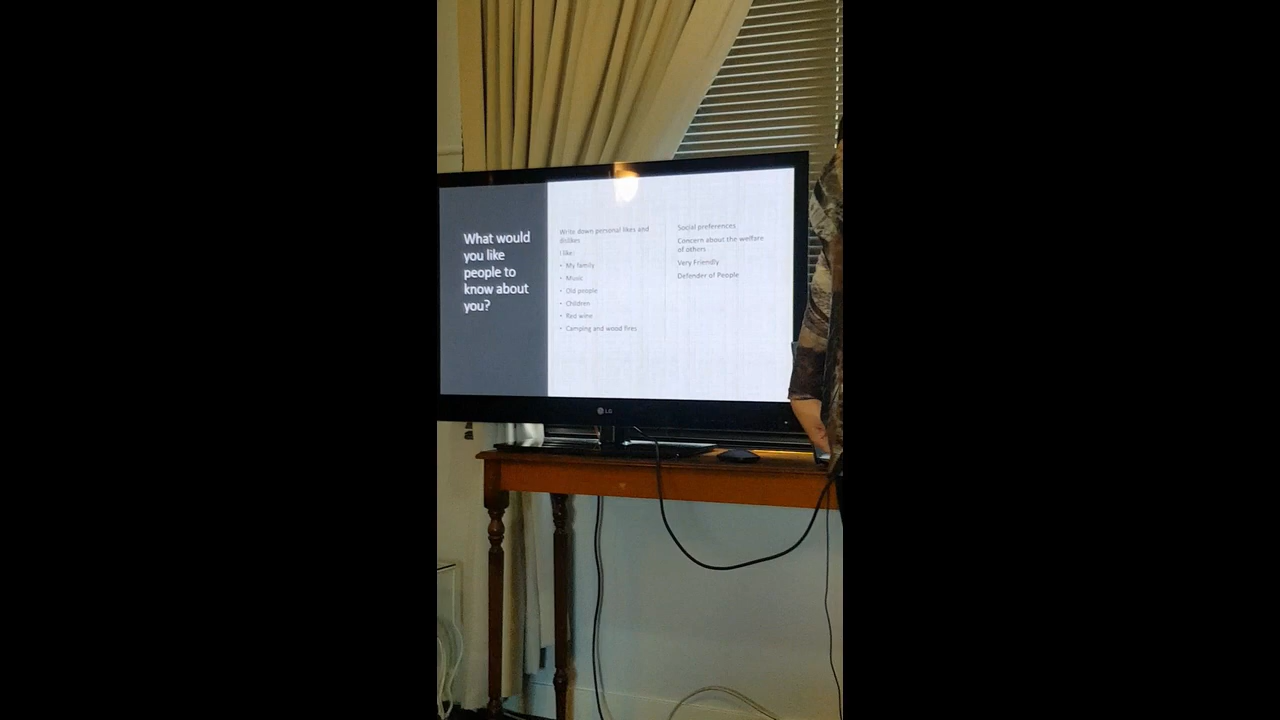 What would
you like
people to
know about
you?
Write down personal likes and
dislikes
I like:
• My family
• Music
• Old people
• Children
• Red wine
• Camping and wood fires
Social preferences
Concern about the welfare
of others
Very Friendly
Defender of People
LG